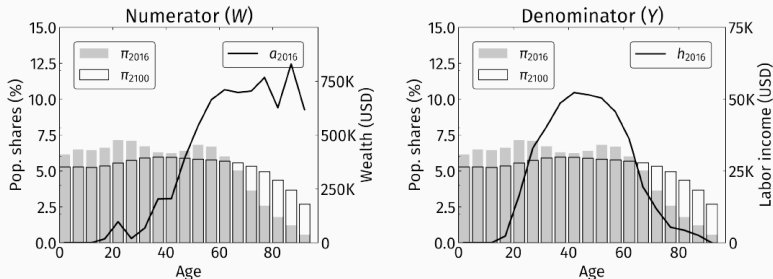 Numerator (W)
15.0
12.5
10.0
7.5
5.0
2.5
0.0
Pop. shares (%)
π2016
π2100
a2016
750K
500K
250K
0
Wealth (USD)
0 20 40 60 80
Age
Denominator (Y)
15.0
12.5
10.0
7.5
5.0
2.5
0.0
Pop. shares (%)
π2016
π2100
h2016
75K
50K
25K
0
Labor income (USD)
0 20 40 60 80
Age